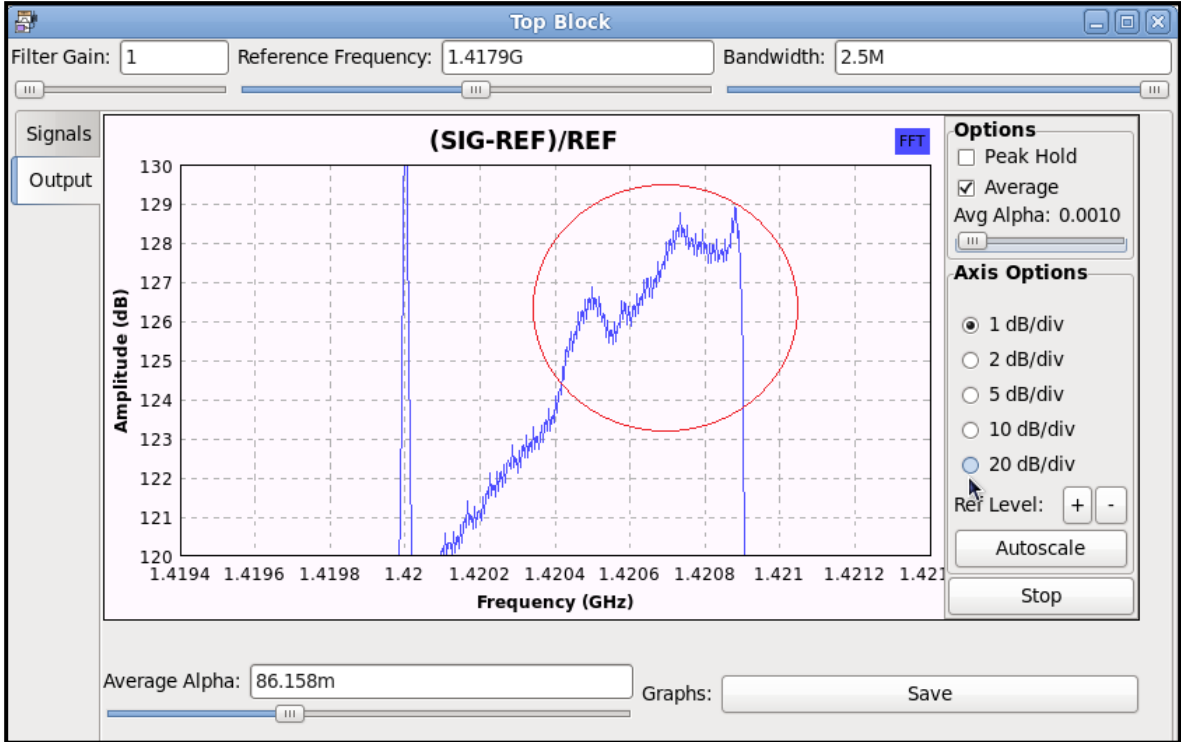 Top Block
Filter Gain: 1 Reference Frequency: 1.4179G Bandwidth: 2.5M
Signals
Output
(SIG-REF)/REF
FFT
130
129
128
127
126
125
124
123
122
121
120
Amplitude (dB)
1.4194 1.4196 1.4198 1.42 1.4202 1.4204 1.4206 1.4208 1.421 1.4212 1.421
Frequency (GHz)
Options
Peak Hold
Average
Avg Alpha: 0.0010
Axis Options
1 dB/div
2 dB/div
5 dB/div
10 dB/div
20 dB/div
Ref Level: + -
Autoscale
Stop
Average Alpha: 86.158m Graphs: Save